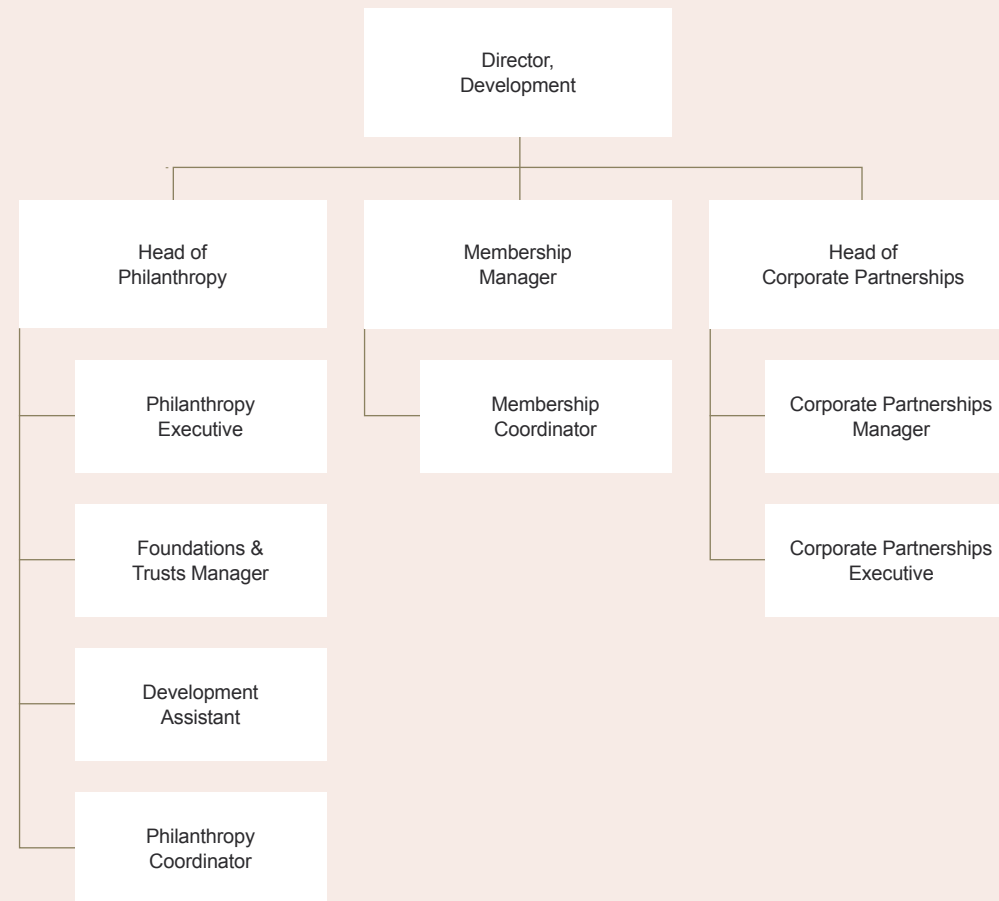 Director,
Development
Head of
Philanthropy
Membership
Manager
Head of
Corporate Partnerships
Philanthropy
Executive
Membership
Coordinator
Corporate Partnerships
Manager
Foundations &
Trusts Manager
Corporate Partnerships
Executive
Development
Assistant
Philanthropy
Coordinator